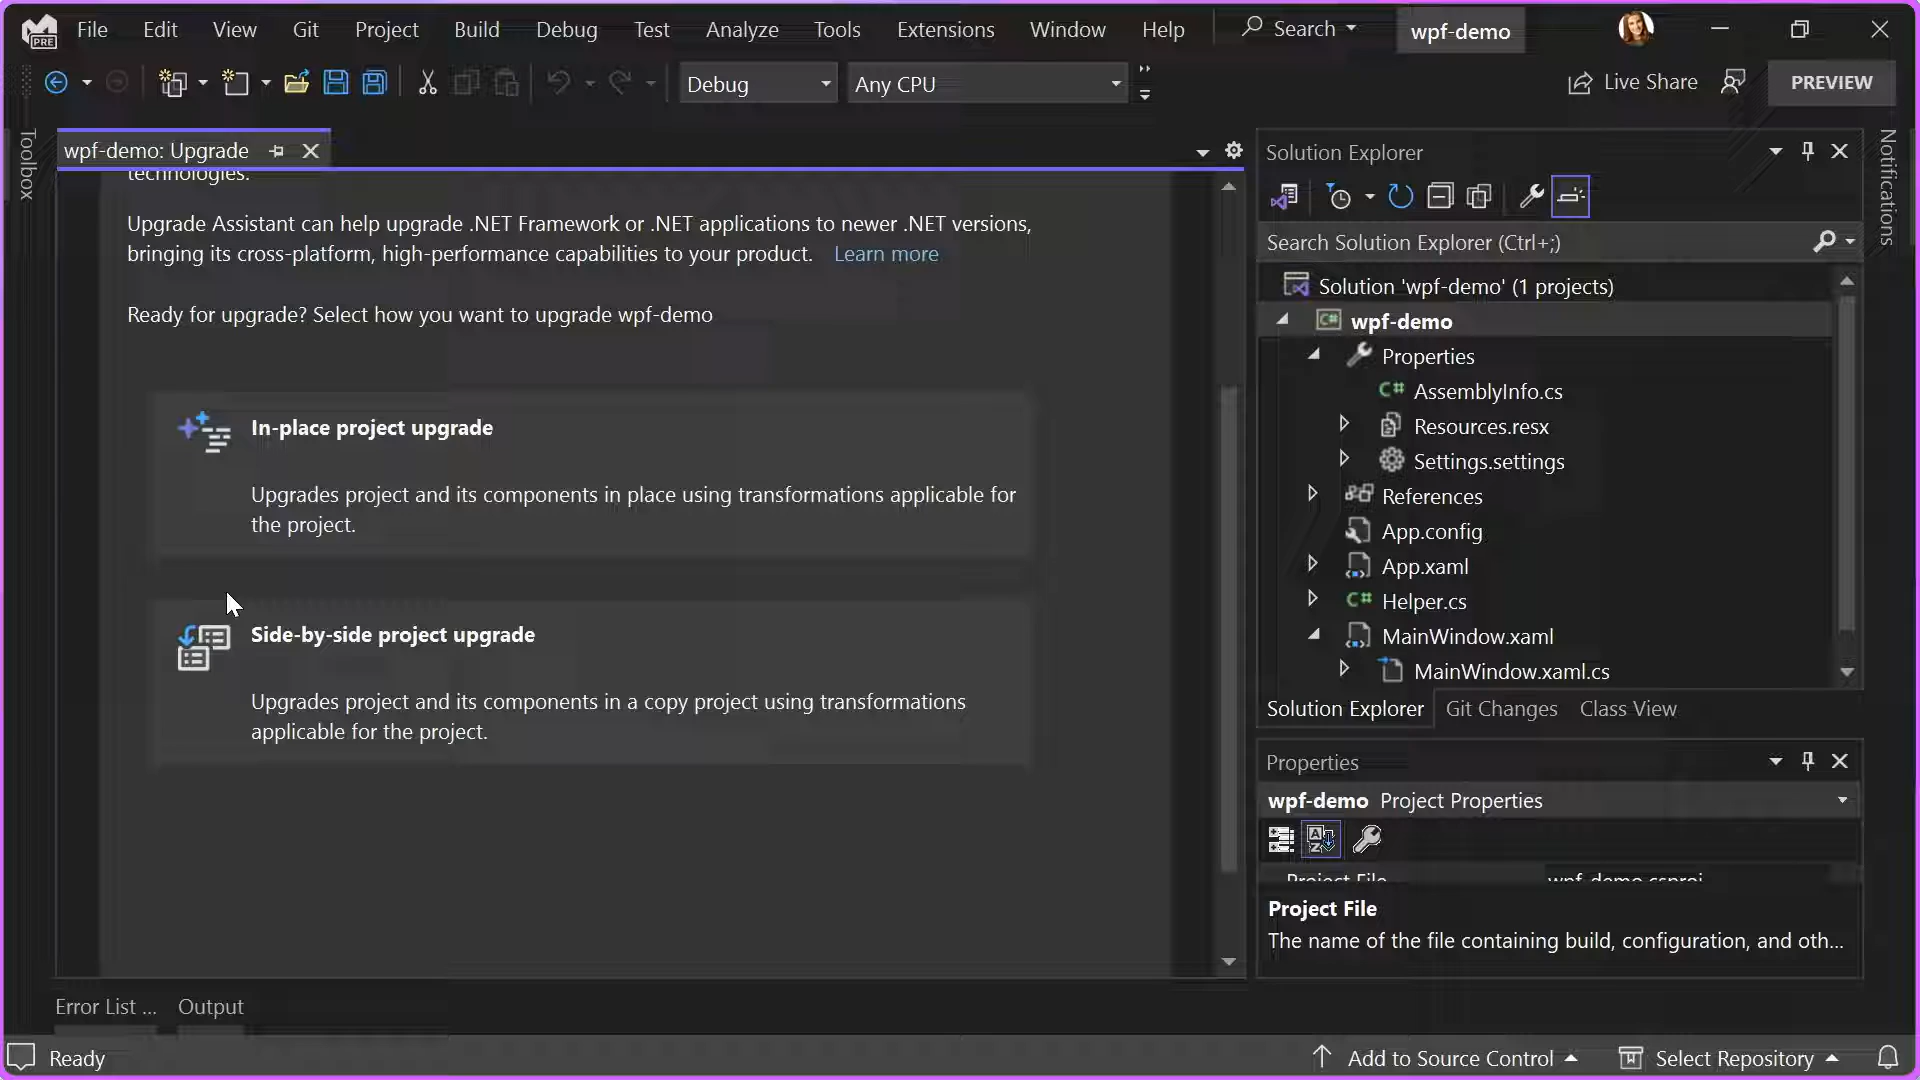 File Edit View Git Project Build Debug Test Analyze Tools Extensions Window Help Search wpf-demo
PRE
Debug Any CPU Live Share PREVIEW
Toolbox
wpf-demo: Upgrade
technologies.
Upgrade Assistant can help upgrade .NET Framework or .NET applications to newer .NET versions,
bringing its cross-platform, high-performance capabilities to your product. Learn more
Ready for upgrade? Select how you want to upgrade wpf-demo
In-place project upgrade
Upgrades project and its components in place using transformations applicable for
the project.
Side-by-side project upgrade
Upgrades project and its components in a copy project using transformations
applicable for the project.
Solution Explorer
Search Solution Explorer (Ctrl+;)
Solution 'wpf-demo' (1 projects)
C# wpf-demo
Properties
C# AssemblyInfo.cs
Resources.resx
Settings.settings
References
App.config
App.xaml
C# Helper.cs
MainWindow.xaml
MainWindow.xaml.cs
Solution Explorer Git Changes Class View
Notifications
Properties
wpf-demo Project Properties
Project File wpf-demo.csproj
Project File
The name of the file containing build, configuration, and oth...
Error List ... Output
Ready Add to Source Control Select Repository